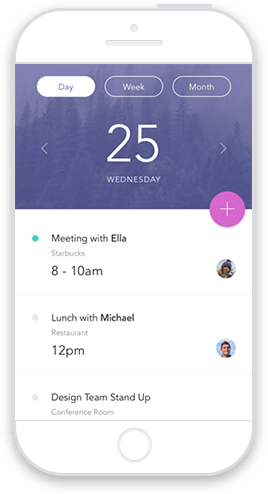 Day Week Month
25
WEDNESDAY
Meeting with Ella
Starbucks
8 - 10am
Lunch with Michael
Restaurant
12pm
Design Team Stand Up
Conference Room